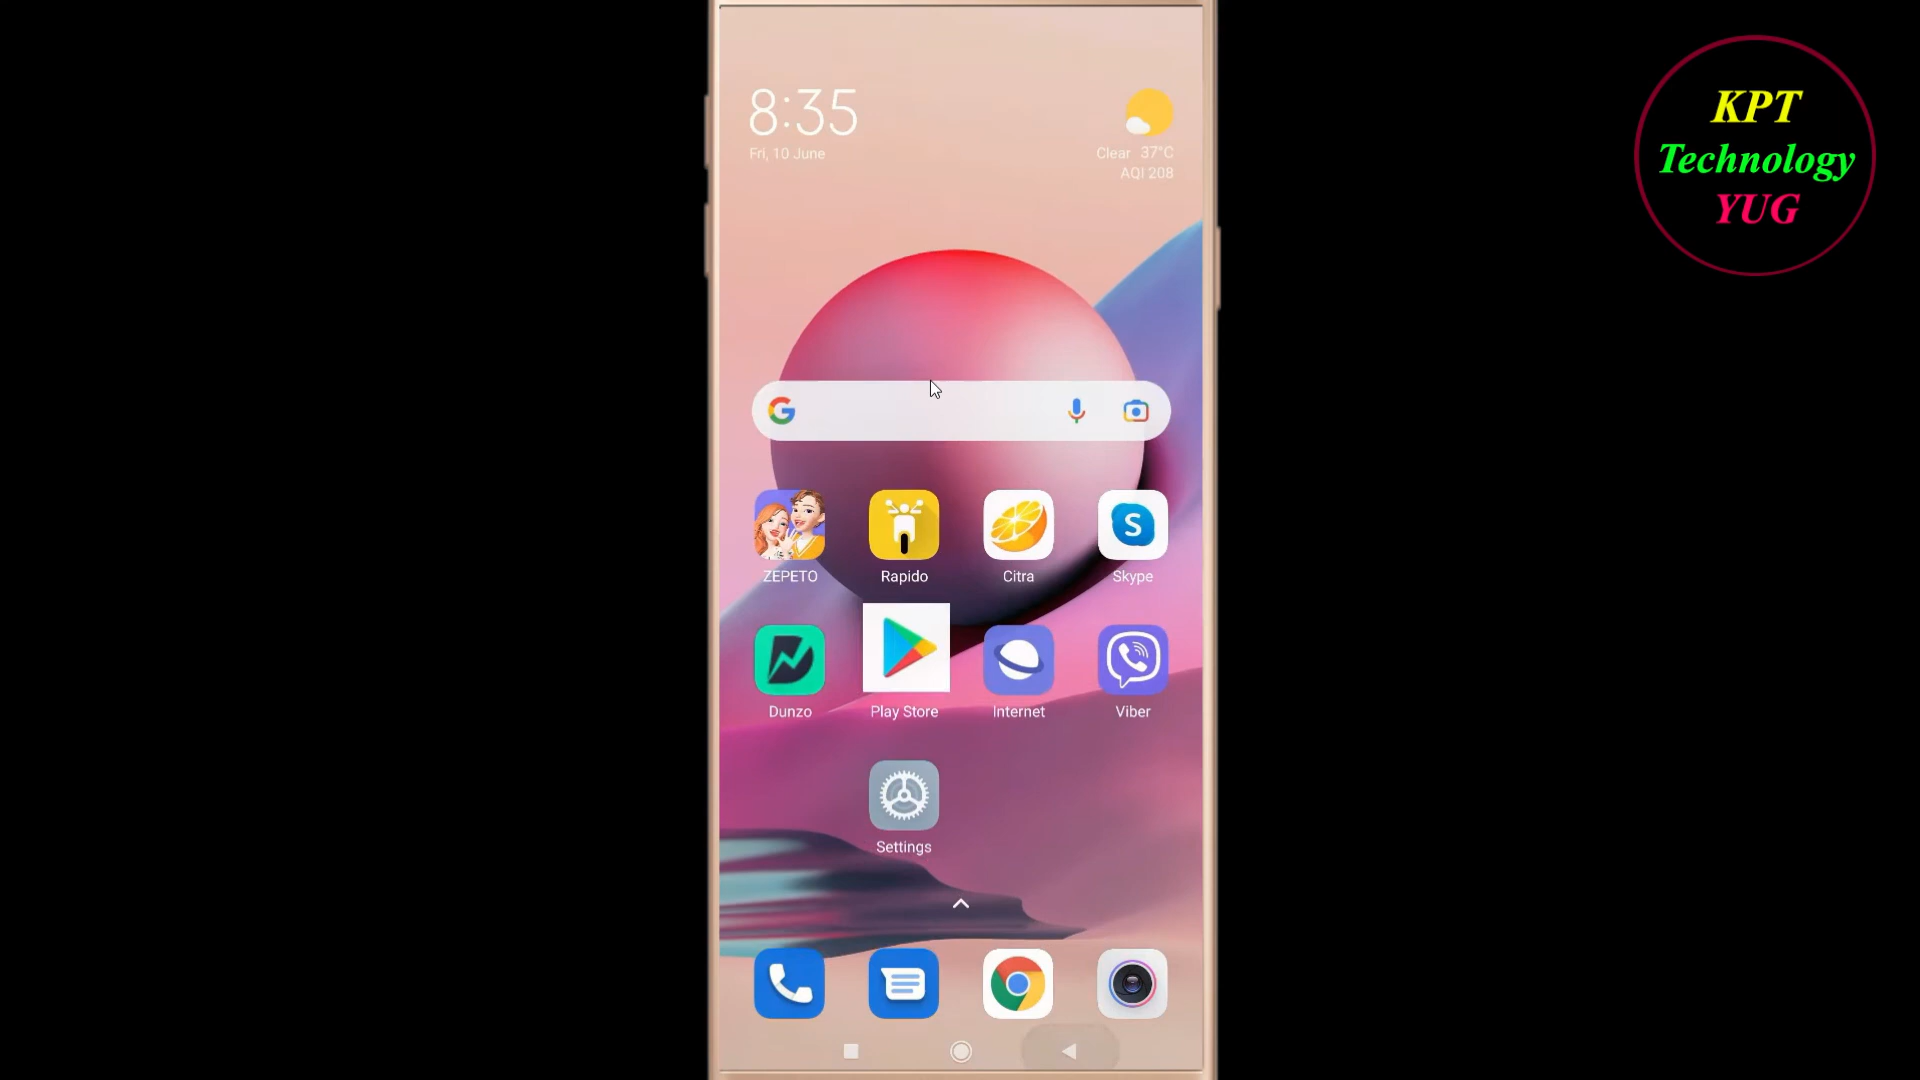 KPT
Technology
YUG
8:35
Fri, 10 June
Clear 37°C
AQI 208
ZEPETO
Rapido
Citra
Skype
Dunzo
Play Store
Internet
Viber
Settings